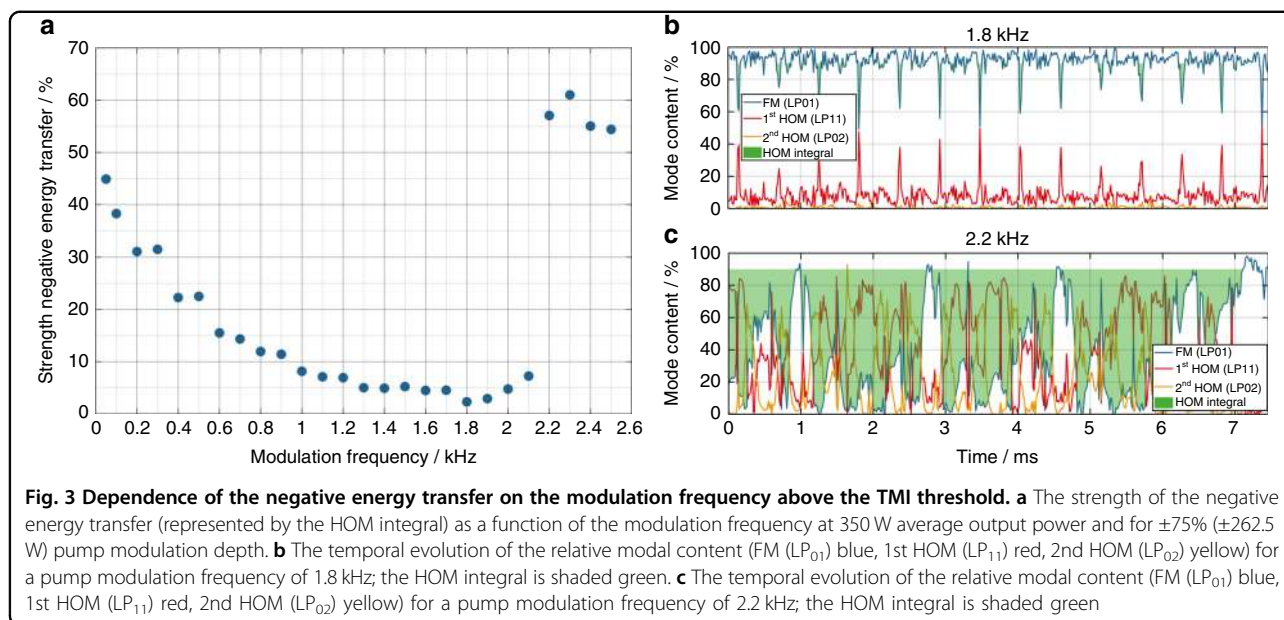 a
70
60
50
40
30
20
10
0
Strength negative energy transfer / %
0 0.2 0.4 0.6 0.8 1 1.2 1.4 1.6 1.8 2 2.2 2.4 2.6
Modulation frequency / kHz
b
1.8 kHz
100
80
60
40
20
0
Mode content / %
FM (LP01)
1st HOM (LP11)
2nd HOM (LP02)
HOM integral
c
2.2 kHz
100
80
60
40
20
0
Mode content / %
FM (LP01)
1st HOM (LP11)
2nd HOM (LP02)
HOM integral
0 1 2 3 4 5 6 7
Time / ms
Fig. 3 Dependence of the negative energy transfer on the modulation frequency above the TMI threshold. a The strength of the negative
energy transfer (represented by the HOM integral) as a function of the modulation frequency at 350 W average output power and for ±75% (±262.5
W) pump modulation depth. b The temporal evolution of the relative modal content (FM (LP01) blue, 1st HOM (LP11) red, 2nd HOM (LP02) yellow) for
a pump modulation frequency of 1.8 kHz; the HOM integral is shaded green. c The temporal evolution of the relative modal content (FM (LP01) blue,
1st HOM (LP11) red, 2nd HOM (LP02) yellow) for a pump modulation frequency of 2.2 kHz; the HOM integral is shaded green